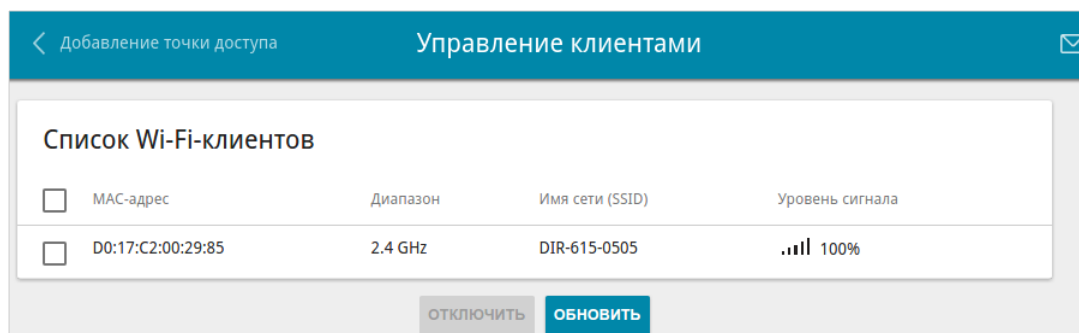 Добавление точки доступа Управление клиентами
Список Wi-Fi-клиентов
MAC-адрес Диапазон Имя сети (SSID) Уровень сигнала
D0:17:C2:00:29:85 2.4 GHz DIR-615-0505 100%
ОТКЛЮЧИТЬ ОБНОВИТЬ